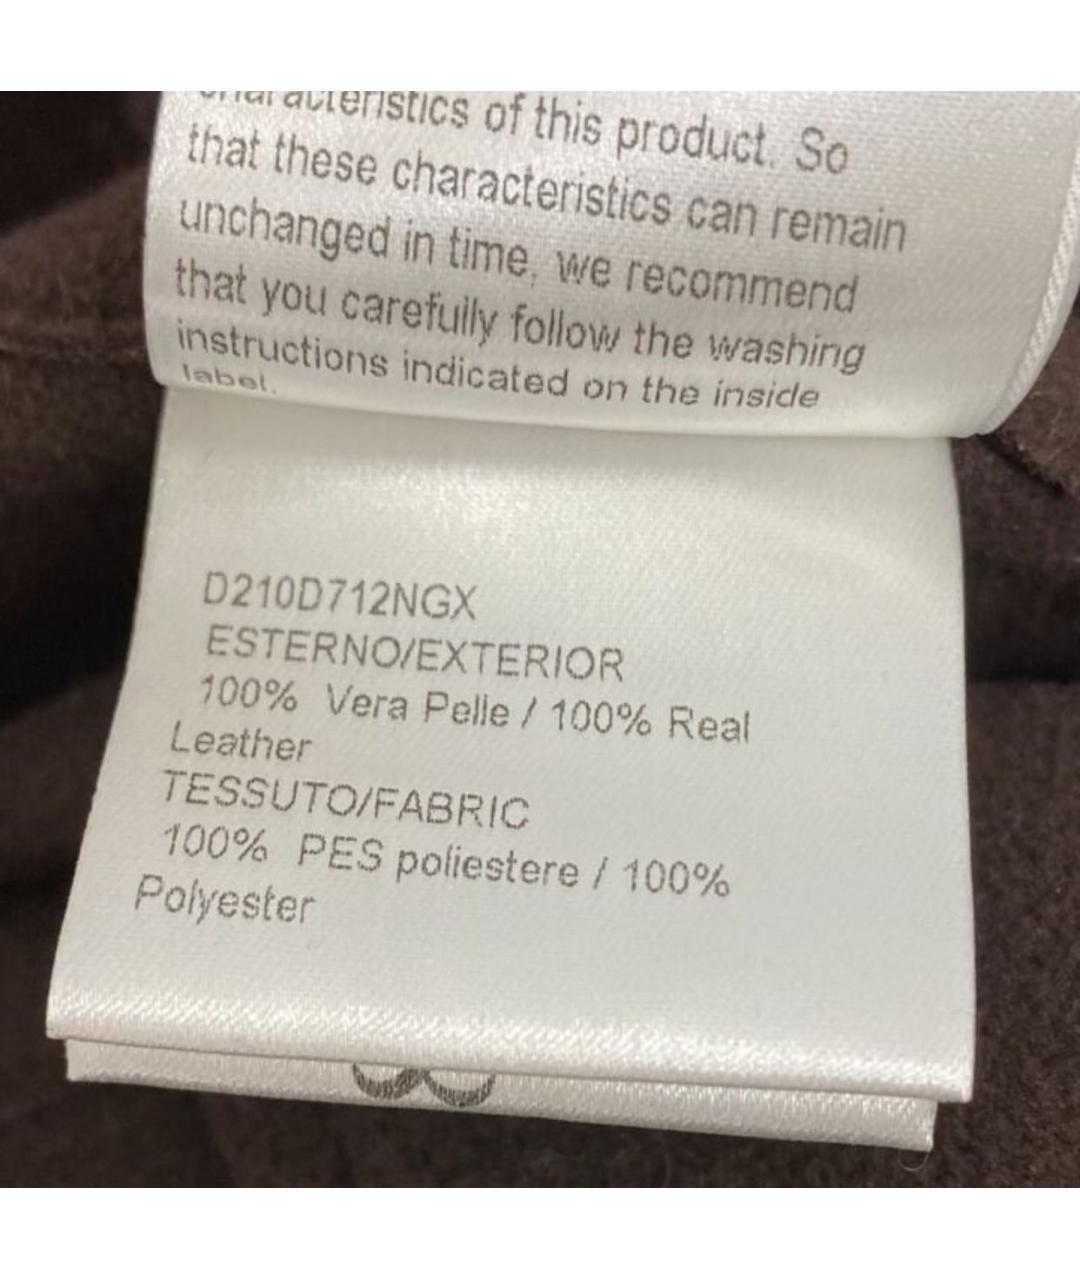 characteristics of this product. So
that these characteristics can remain
unchanged in time, we recommend
that you carefully follow the washing
instructions indicated on the inside
label.
D210D712NGX
ESTERNO/EXTERIOR
100% Vera Pelle / 100% Real
Leather
TESSUTO/FABRIC
100% PES poliestere / 100%
Polyester